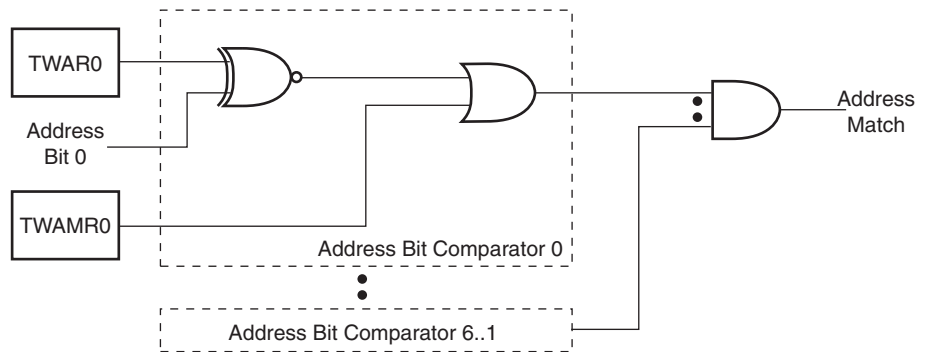 TWAR0
Address
Bit 0
TWAMR0
Address Bit Comparator 0
Address Bit Comparator 6..1
Address
Match